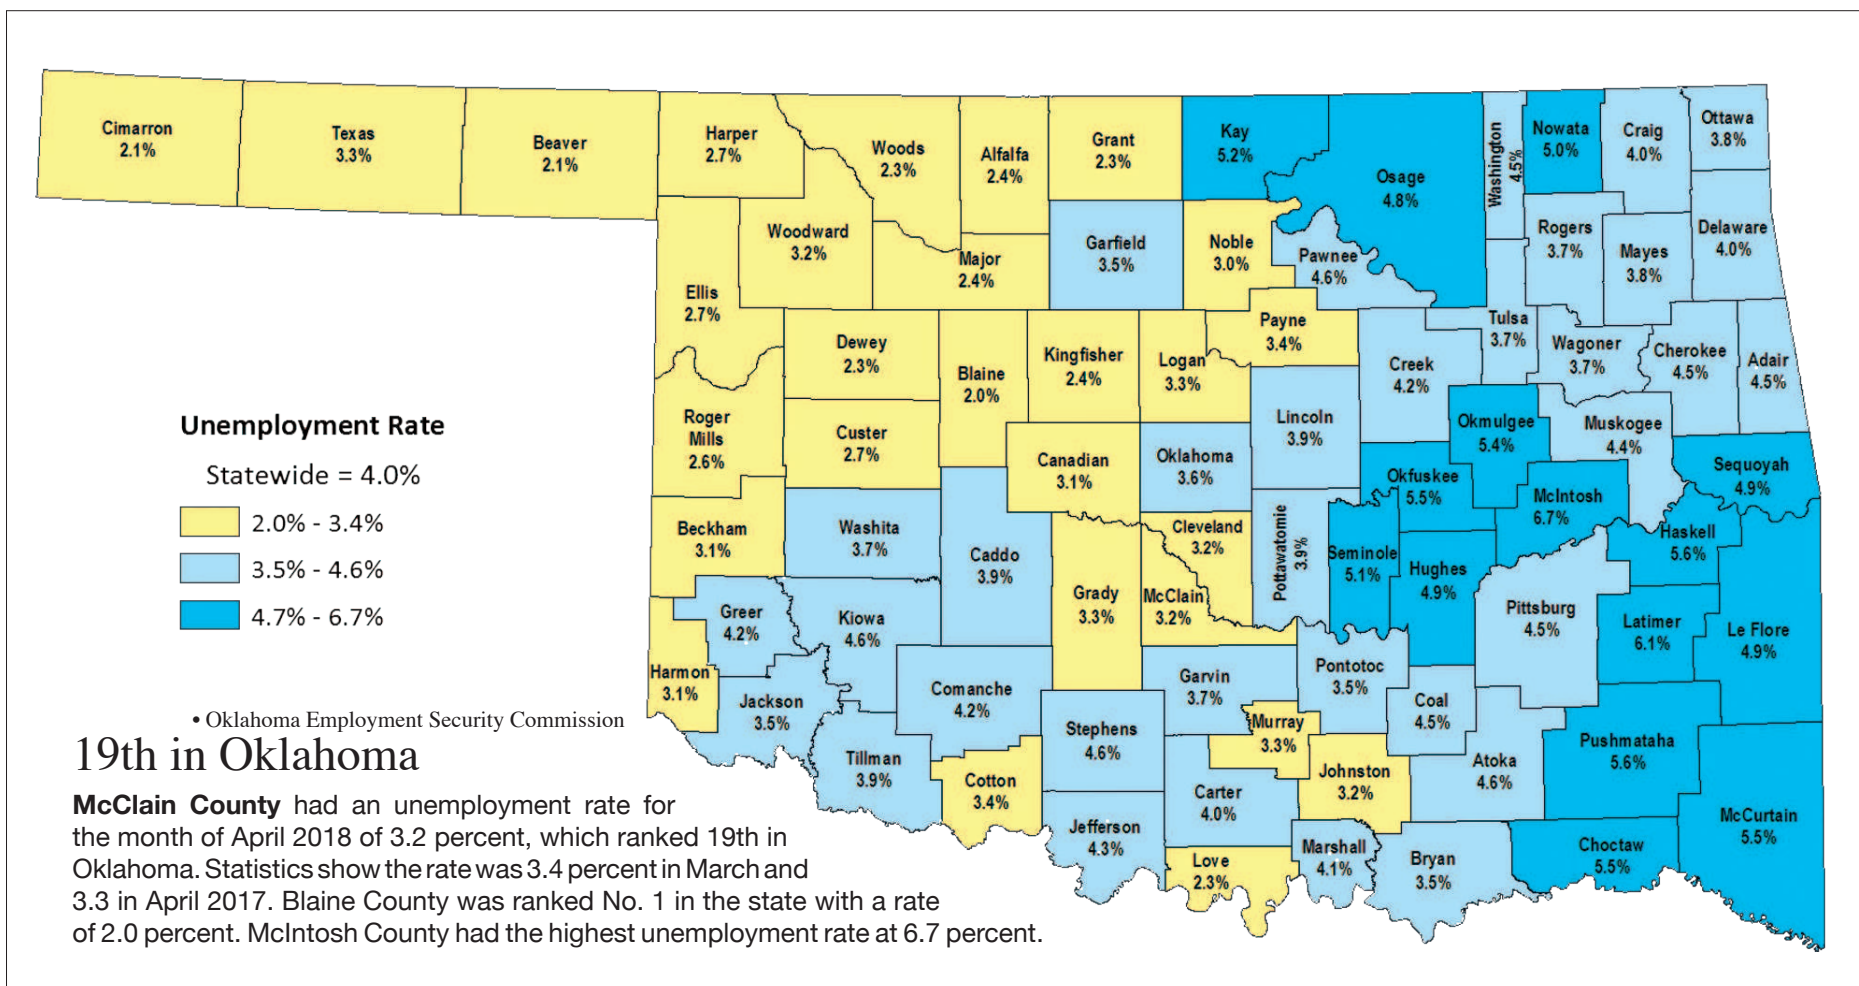 Cimarron
2.1%
Texas
3.3%
Beaver
2.1%
Harper
2.7%
Woods
2.3%
Alfalfa
2.4%
Grant
2.3%
Kay
5.2%
Osage
4.8%
Washington
4.5%
Nowata
5.0%
Craig
4.0%
Ottawa
3.8%
Woodward
3.2%
Major
2.4%
Garfield
3.5%
Noble
3.0%
Pawnee
4.6%
Rogers
3.7%
Mayes
3.8%
Delaware
4.0%
Ellis
2.7%
Dewey
2.3%
Blaine
2.0%
Kingfisher
2.4%
Logan
3.3%
Payne
3.4%
Creek
4.2%
Tulsa
3.7%
Wagoner
3.7%
Cherokee
4.5%
Adair
4.5%
Roger
Mills
2.6%
Custer
2.7%
Canadian
3.1%
Oklahoma
3.6%
Lincoln
3.9%
Okmulgee
5.4%
Muskogee
4.4%
Okfuskee
5.5%
McIntosh
6.7%
Sequoyah
4.9%
Beckham
3.1%
Washita
3.7%
Caddo
3.9%
Cleveland
3.2%
Pottawatomie
3.9%
Seminole
5.1%
Hughes
4.9%
Haskell
5.6%
Greer
4.2%
Kiowa
4.6%
Grady
3.3%
McClain
3.2%
Pittsburg
4.5%
Latimer
6.1%
Le Flore
4.9%
Harmon
3.1%
Jackson
3.5%
Comanche
4.2%
Garvin
3.7%
Pontotoc
3.5%
Coal
4.5%
Tillman
3.9%
Stephens
4.6%
Murray
3.3%
Atoka
4.6%
Pushmataha
5.6%
Cotton
3.4%
Carter
4.0%
Johnston
3.2%
McCurtain
5.5%
Jefferson
4.3%
Love
2.3%
Marshall
4.1%
Bryan
3.5%
Choctaw
5.5%
Unemployment Rate
Statewide = 4.0%
2.0% - 3.4%
3.5% - 4.6%
4.7% - 6.7%
• Oklahoma Employment Security Commission
19th in Oklahoma
McClain County had an unemployment rate for
the month of April 2018 of 3.2 percent, which ranked 19th in
Oklahoma. Statistics show the rate was 3.4 percent in March and
3.3 in April 2017. Blaine County was ranked No. 1 in the state with a rate
of 2.0 percent. McIntosh County had the highest unemployment rate at 6.7 percent.